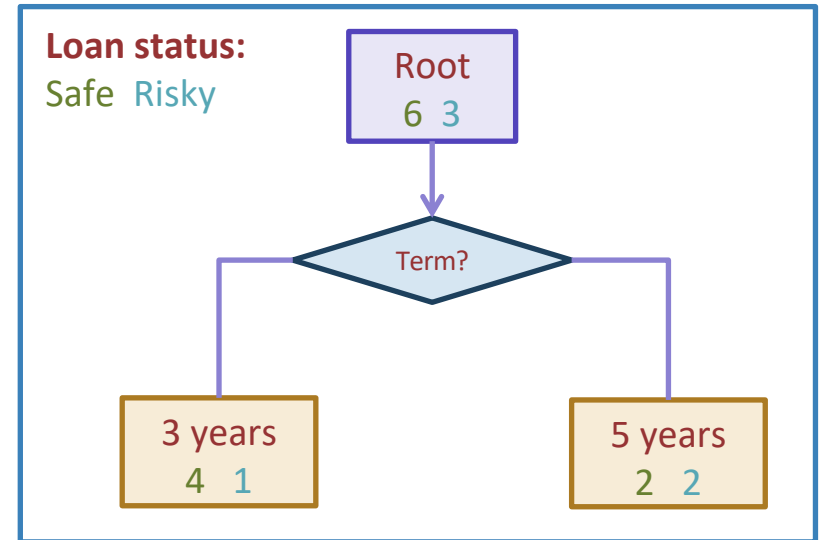 Loan status:
Safe Risky
Root
6 3
Term?
3 years
4 1
5 years
2 2